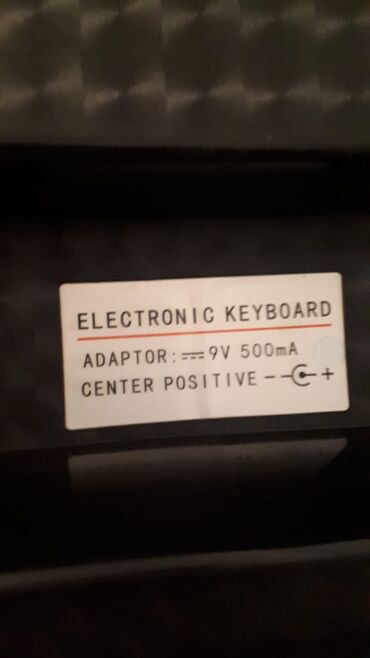 ELECTRONIC KEYBOARD
ADAPTOR: ⎓ 9V 500mA
CENTER POSITIVE − +